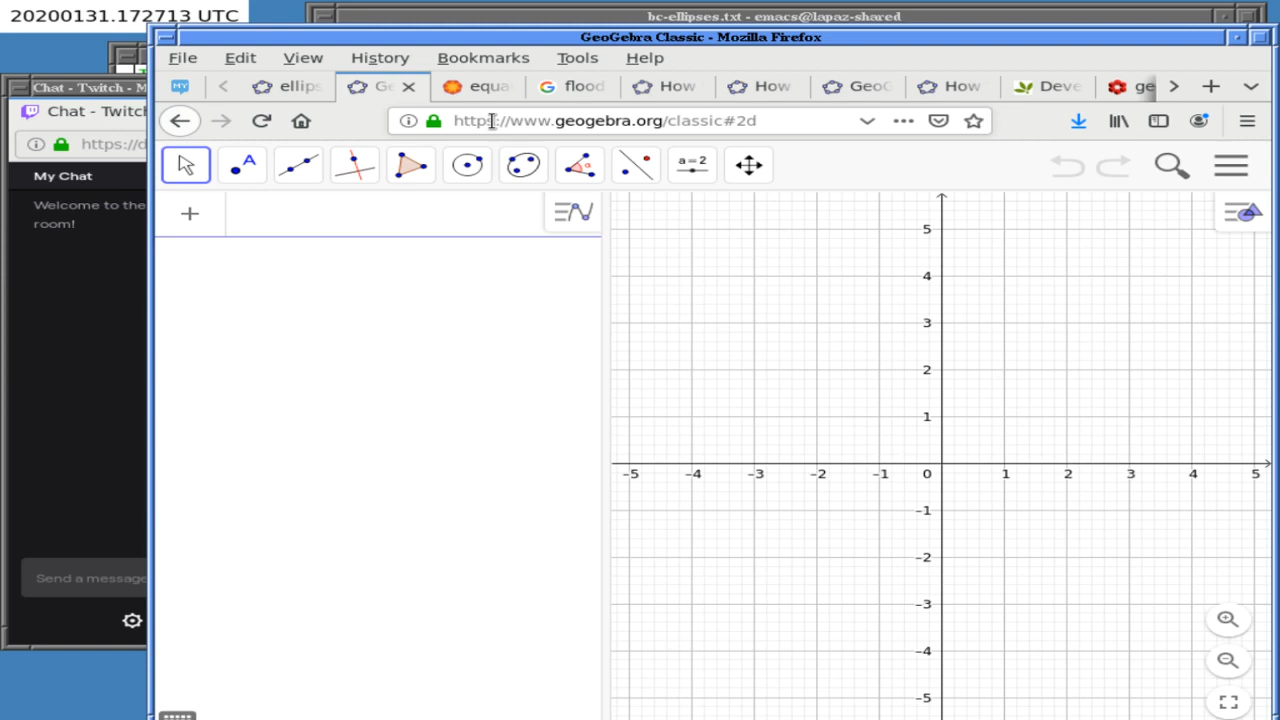 20200131.172713 UTC
bc-ellipses.txt - emacs@lapaz-shared
GeoGebra Classic - Mozilla Firefox
File Edit View History Bookmarks Tools Help
Chat - Twitch - M
MY ellips Ge equa flood How How GeoG How Deve ge
Chat - Twitch
https://www.geogebra.org/classic#2d
https://d
My Chat
A a=2
Welcome to the
room!
5
4
3
2
1
-5 -4 -3 -2 -1 0 1 2 3 4 5
-1
-2
-3
-4
-5
Send a message